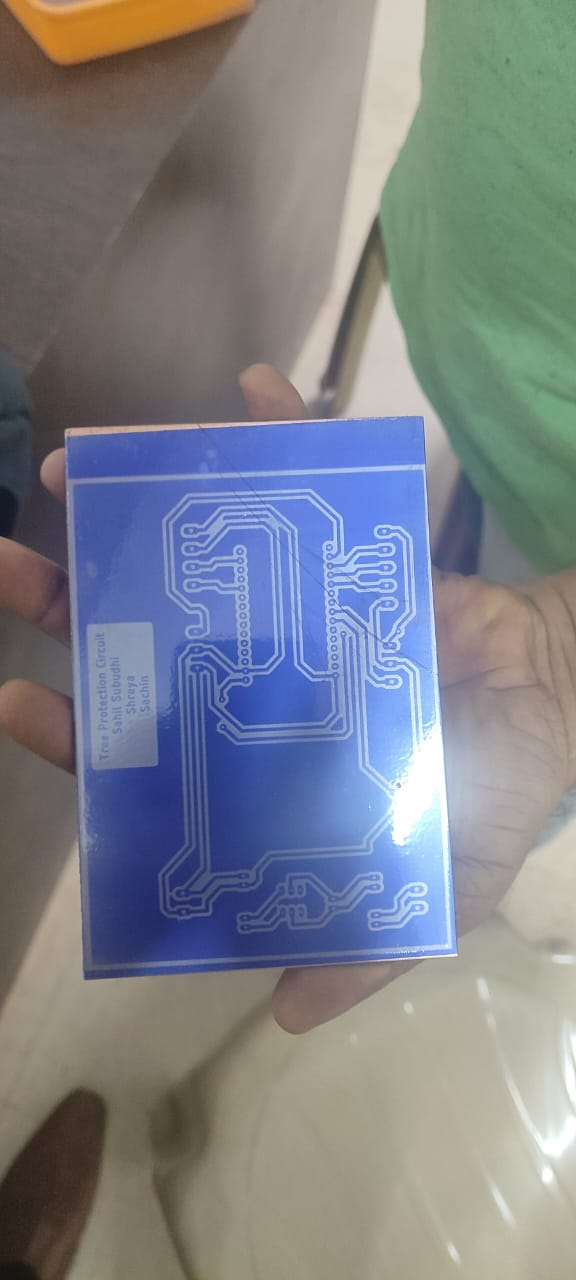 Tree Protection Circuit
Sahil Subudhi
Shreya
Sachin